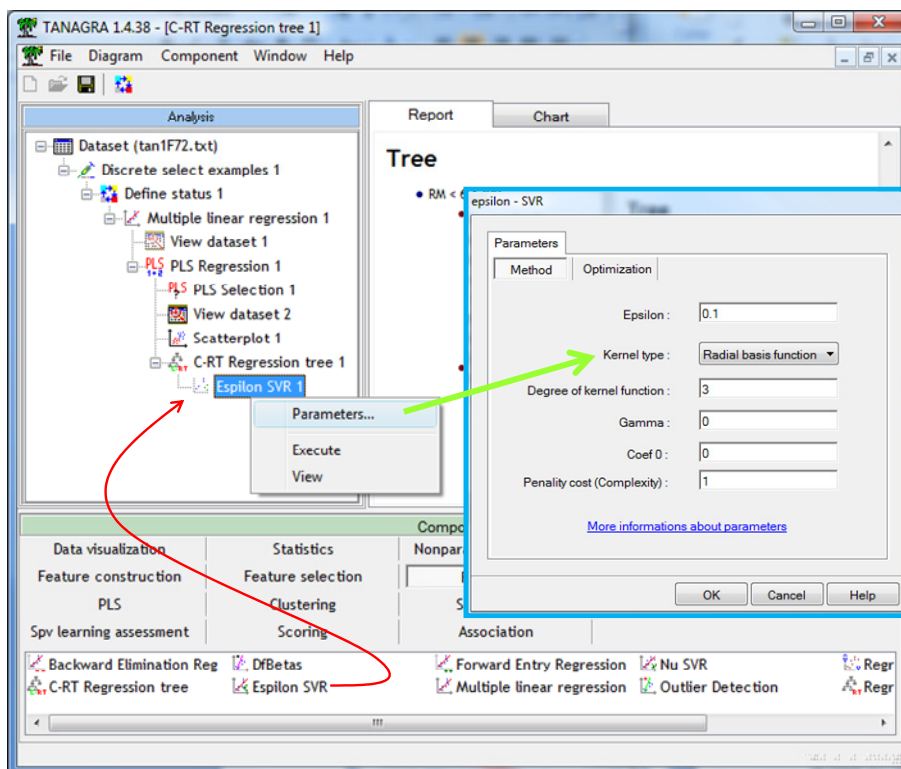 TANAGRA 1.4.38 - [C-RT Regression tree 1]
File Diagram Component Window Help
Analysis
Dataset (tan1F72.txt)
Discrete select examples 1
Define status 1
Multiple linear regression 1
View dataset 1
PLS Regression 1
PLS Selection 1
View dataset 2
Scatterplot 1
C-RT Regression tree 1
Espilon SVR 1
Parameters...
Execute
View
Report Chart
Tree
RM <
epsilon - SVR
Parameters
Method Optimization
Epsilon : 0.1
Kernel type : Radial basis function
Degree of kernel function : 3
Gamma : 0
Coef 0 : 0
Penality cost (Complexity) : 1
More informations about parameters
OK Cancel Help
Data visualization Statistics
Feature construction Feature selection
PLS Clustering
Spv learning assessment Scoring Association
Backward Elimination Reg DfBetas Forward Entry Regression Nu SVR Regr
C-RT Regression tree Espilon SVR Multiple linear regression Outlier Detection Regr